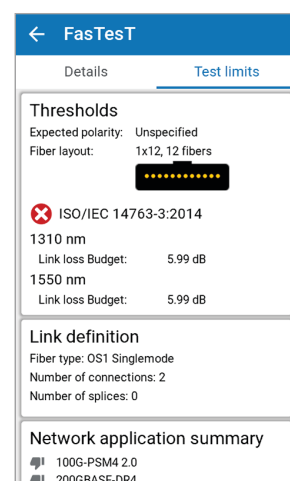 FasTesT
Details Test limits
Thresholds
Expected polarity: Unspecified
Fiber layout: 1x12, 12 fibers
ISO/IEC 14763-3:2014
1310 nm
Link loss Budget: 5.99 dB
1550 nm
Link loss Budget: 5.99 dB
Link definition
Fiber type: OS1 Singlemode
Number of connections: 2
Number of splices: 0
Network application summary
100G-PSM4 2.0
200GBASE-DR4